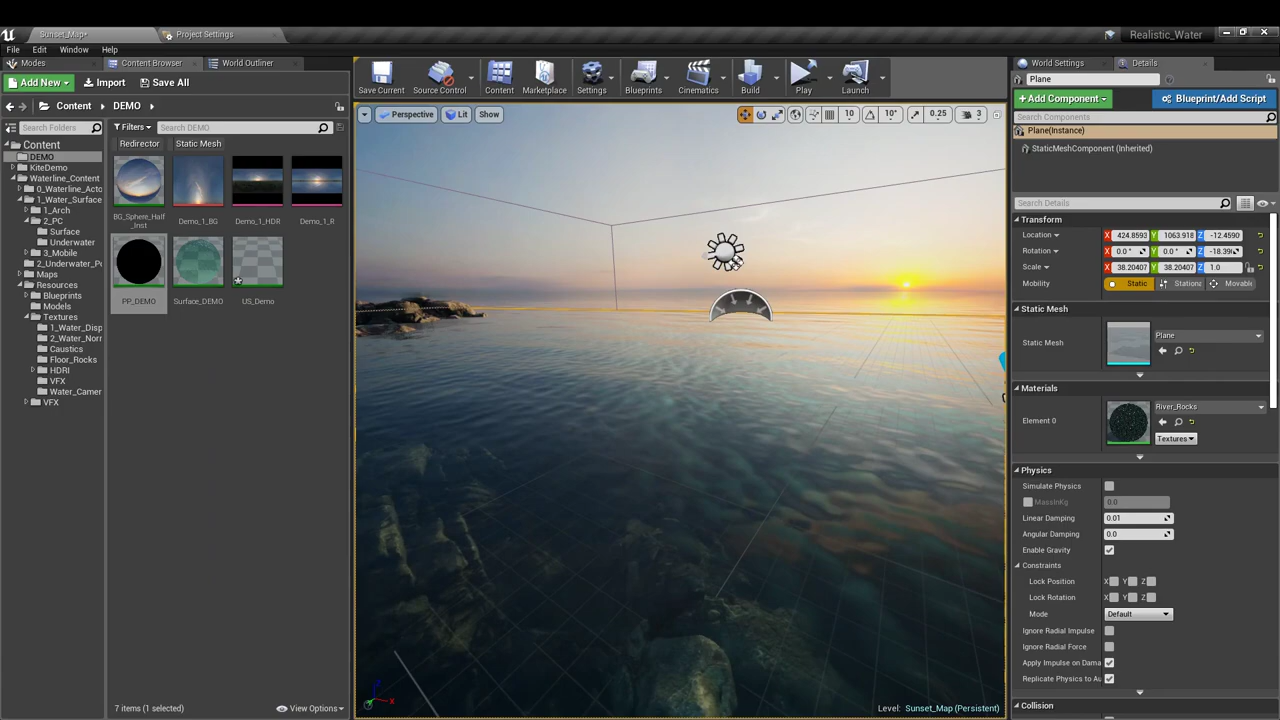 Sunset_Map*
Project Settings
Realistic_Water
File Edit Window Help
Modes
Content Browser
World Outliner
Add New
Import
Save All
Content
DEMO
Search Folders
Filters
Search DEMO
Redirector
Static Mesh
Content
DEMO
KiteDemo
Waterline_Content
0_Waterline_Acto
1_Water_Surface
1_Arch
2_PC
Surface
Underwater
3_Mobile
2_Underwater_Po
Maps
Resources
Blueprints
Models
Textures
1_Water_Disp
2_Water_Norr
Caustics
Floor_Rocks
HDRI
VFX
Water_Camer
VFX
BG_Sphere_Half
_Inst
Demo_1_BG
Demo_1_HDR
Demo_1_R
PP_DEMO
Surface_DEMO
US_Demo
7 items (1 selected)
View Options
Save Current
Source Control
Content
Marketplace
Settings
Blueprints
Cinematics
Build
Play
Launch
Perspective
Lit
Show
10
10°
0.25
3
Z
X
Level: Sunset_Map (Persistent)
World Settings
Details
Plane
Add Component
Blueprint/Add Script
Search Components
Plane(Instance)
StaticMeshComponent (Inherited)
Search Details
Transform
Location X 424.8593 Y 1063.918 Z -12.4590
Rotation X 0.0 ° Y 0.0 ° Z -18.39
Scale X 38.20407 Y 38.20407 Z 1.0
Mobility Static Station Movabl
Static Mesh
Static Mesh
Plane
Materials
Element 0
River_Rocks
Textures
Physics
Simulate Physics
MassInKg 0.0
Linear Damping 0.01
Angular Damping 0.0
Enable Gravity
Constraints
Lock Position X Y Z
Lock Rotation X Y Z
Mode Default
Ignore Radial Impulse
Ignore Radial Force
Apply Impulse on Dama
Replicate Physics to Au
Collision